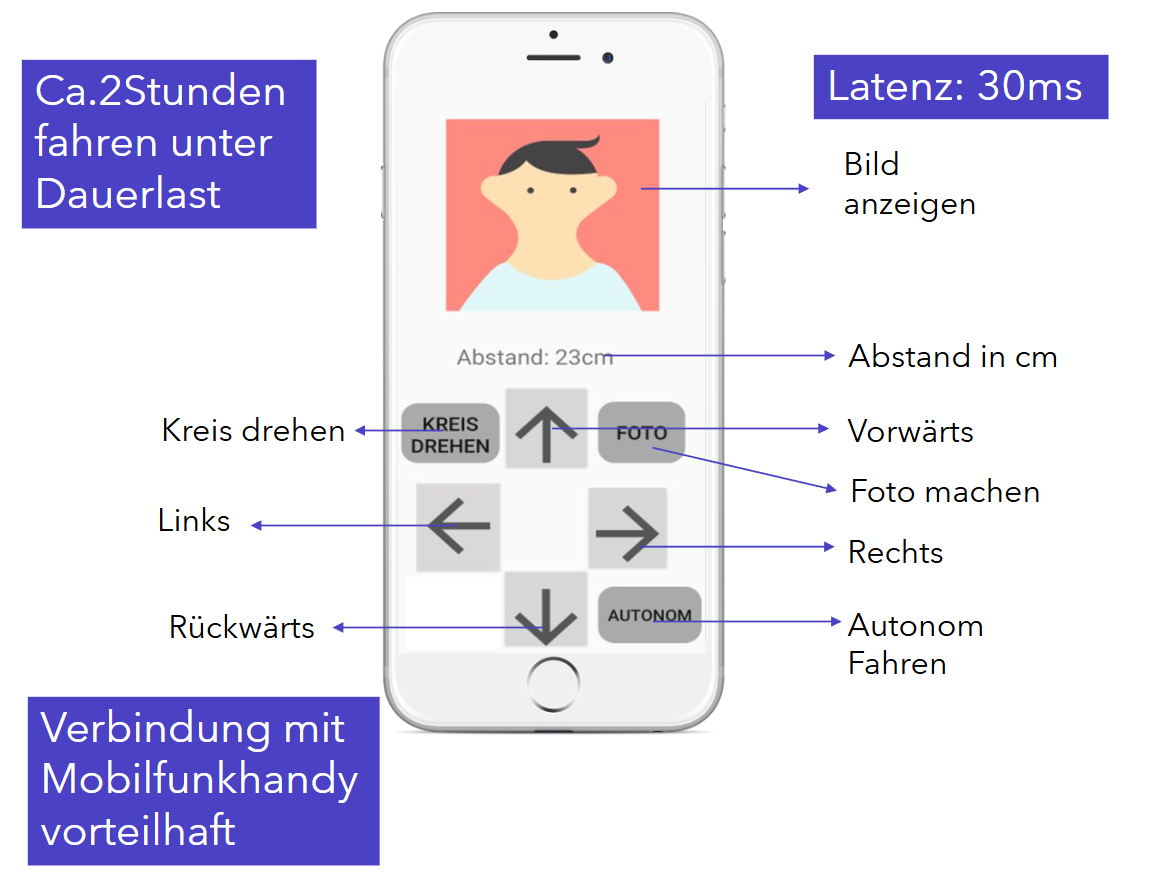 Ca.2Stunden
fahren unter
Dauerlast
Latenz: 30ms
Bild
anzeigen
Abstand: 23cm
Abstand in cm
Kreis drehen
KREIS
DREHEN
FOTO
Vorwärts
Foto machen
Links
Rechts
Rückwärts
AUTONOM
Autonom
Fahren
Verbindung mit
Mobilfunkhandy
vorteilhaft